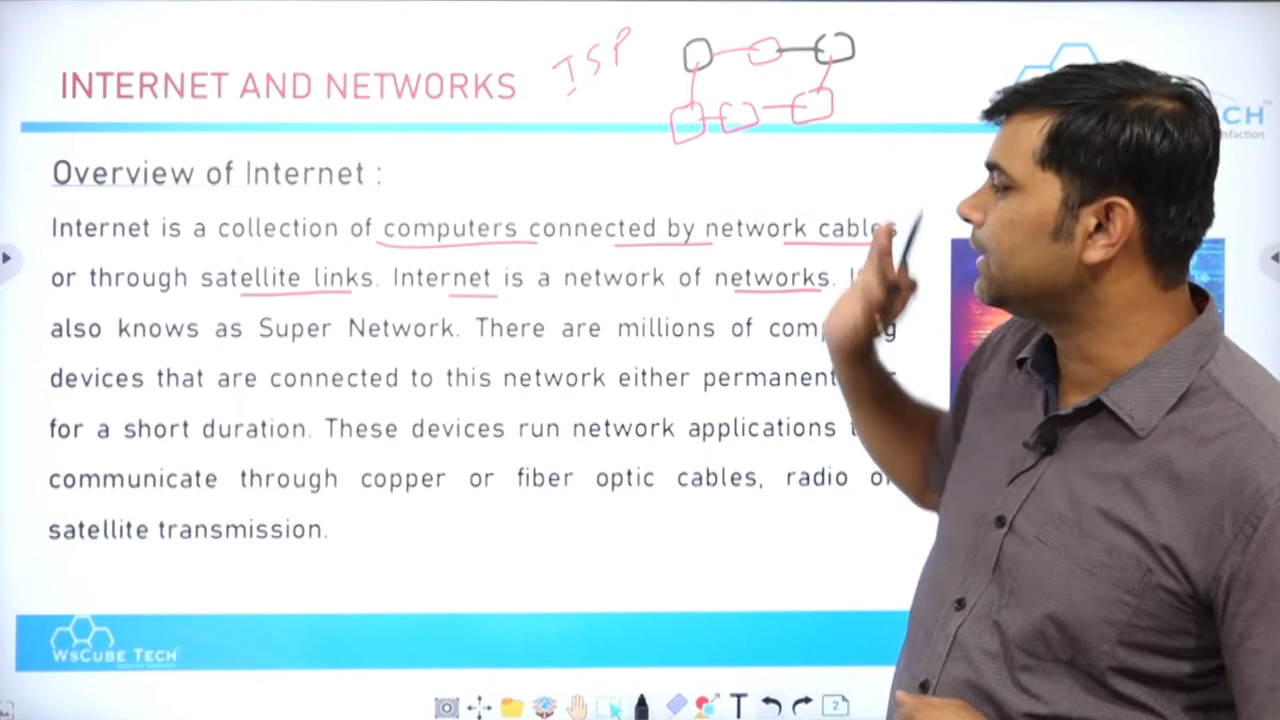 ISP
INTERNET AND NETWORKS
CH
Overview of Internet :
Internet is a collection of computers connected by network cables
or through satellite links. Internet is a network of networks.
also knows as Super Network. There are millions of
devices that are connected to this network either
for a short duration. These devices run network applications
communicate through copper or fiber optic cables, radio
satellite transmission.
WSCUBE TECH
T 2